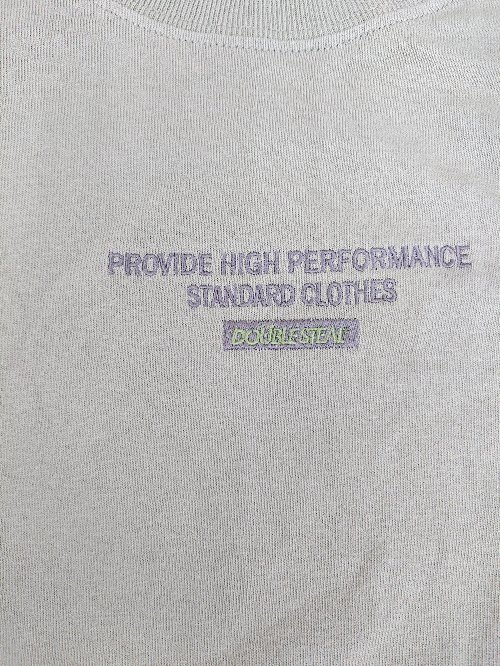 PROVIDE HIGH PERFORMANCE
STANDARD CLOTHES
DOUBLE STEAL